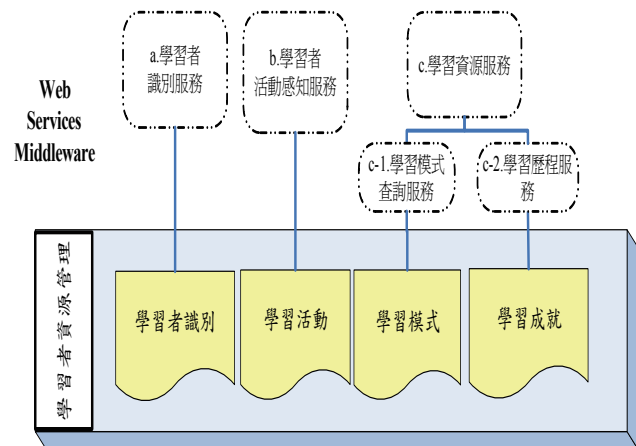 a.學習者
識別服務
b.學習者
活動感知服務
c.學習資源服務
Web
Services
Middleware
c-1.學習模式
查詢服務
c-2.學習歷程服
務
學習者資源管理
學習者識別
學習活動
學習模式
學習成就